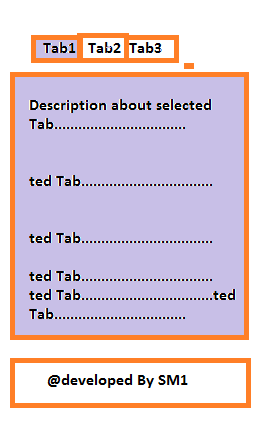 Tab1 Tab2 Tab3
Description about selected
Tab.................................
ted Tab.................................
ted Tab.................................
ted Tab.................................
ted Tab.................................ted
Tab.................................
@developed By SM1